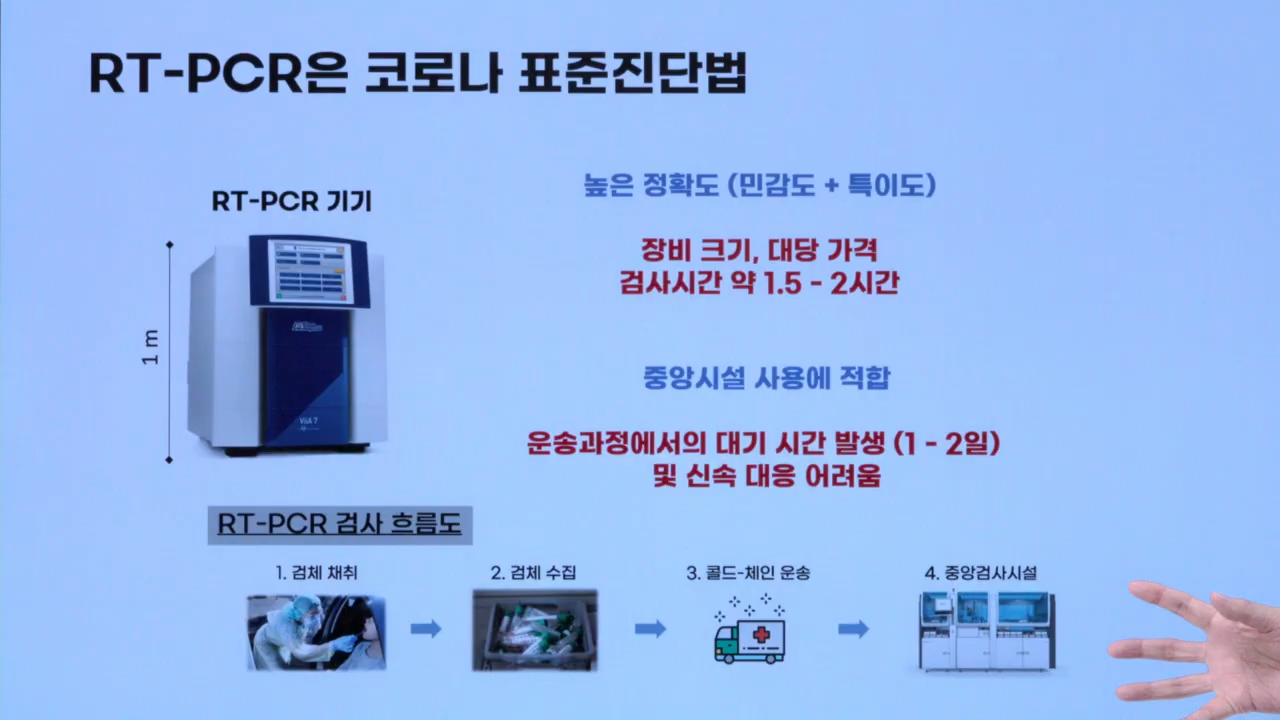 RT-PCR은 코로나 표준진단법
RT-PCR 기기
1 m
ViiA 7
높은 정확도 (민감도 + 특이도)
장비 크기, 대당 가격
검사시간 약 1.5 - 2시간
중앙시설 사용에 적합
운송과정에서의 대기 시간 발생 (1 - 2일)
및 신속 대응 어려움
RT-PCR 검사 흐름도
1. 검체 채취
2. 검체 수집
3. 콜드-체인 운송
4. 중앙검사시설